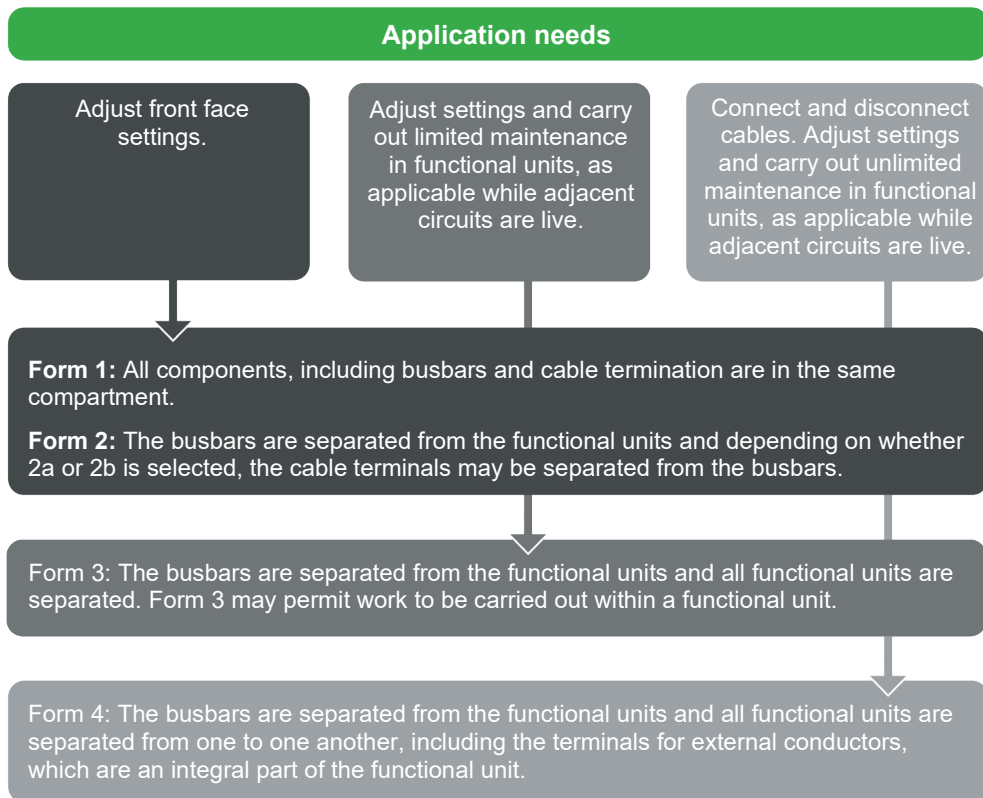 Application needs
Adjust front face
settings.
Adjust settings and carry
out limited maintenance
in functional units, as
applicable while adjacent
circuits are live.
Connect and disconnect
cables. Adjust settings
and carry out unlimited
maintenance in functional
units, as applicable while
adjacent circuits are live.
Form 1: All components, including busbars and cable termination are in the same
compartment.
Form 2: The busbars are separated from the functional units and depending on whether
2a or 2b is selected, the cable terminals may be separated from the busbars.
Form 3: The busbars are separated from the functional units and all functional units are
separated. Form 3 may permit work to be carried out within a functional unit.
Form 4: The busbars are separated from the functional units and all functional units are
separated from one to one another, including the terminals for external conductors,
which are an integral part of the functional unit.